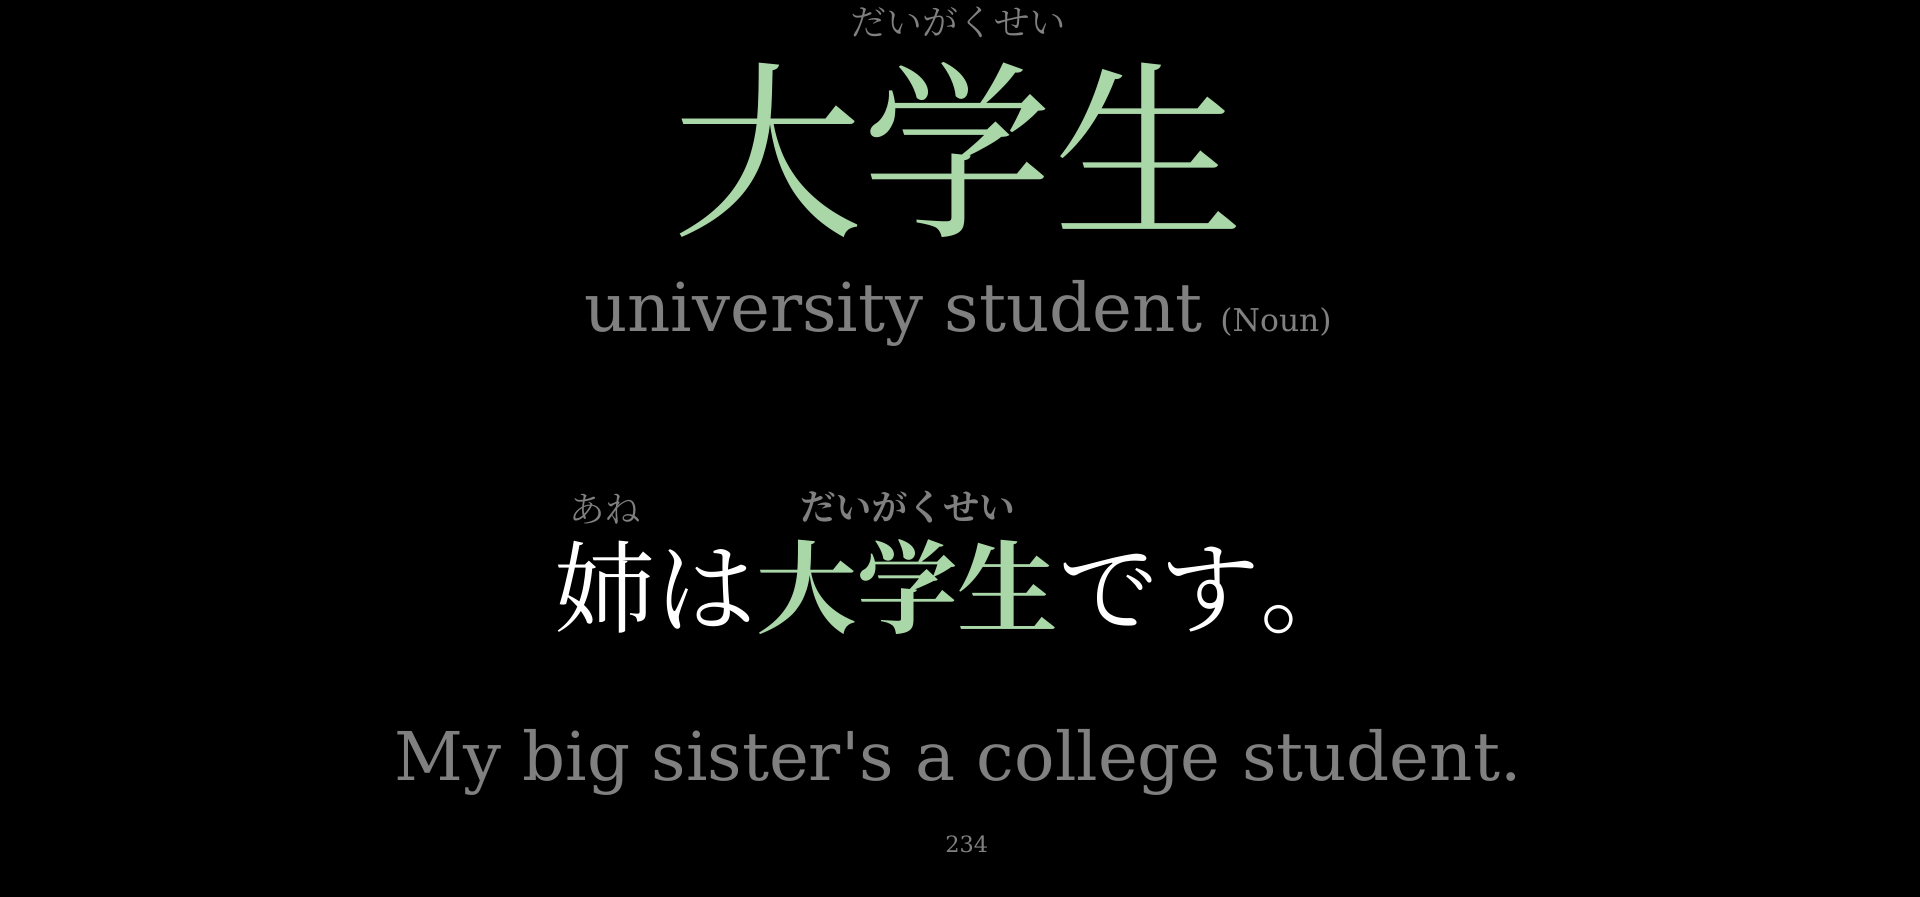 だいがくせい
大学生
university student (Noun)
あね だいがくせい
姉は大学生です。
My big sister's a college student.
234